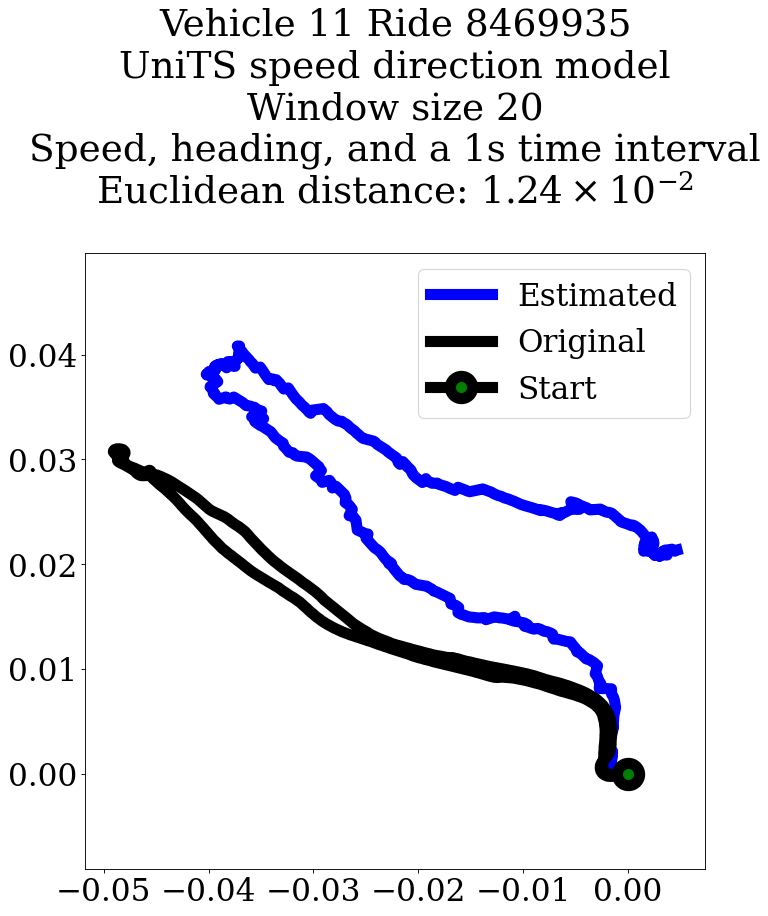 Vehicle 11 Ride 8469935
UniTS speed direction model
Window size 20
Speed, heading, and a 1s time interval
Euclidean distance: 1.24 × 10⁻²
Estimated
Original
Start
0.04
0.03
0.02
0.01
0.00
−0.05 −0.04 −0.03 −0.02 −0.01 0.00